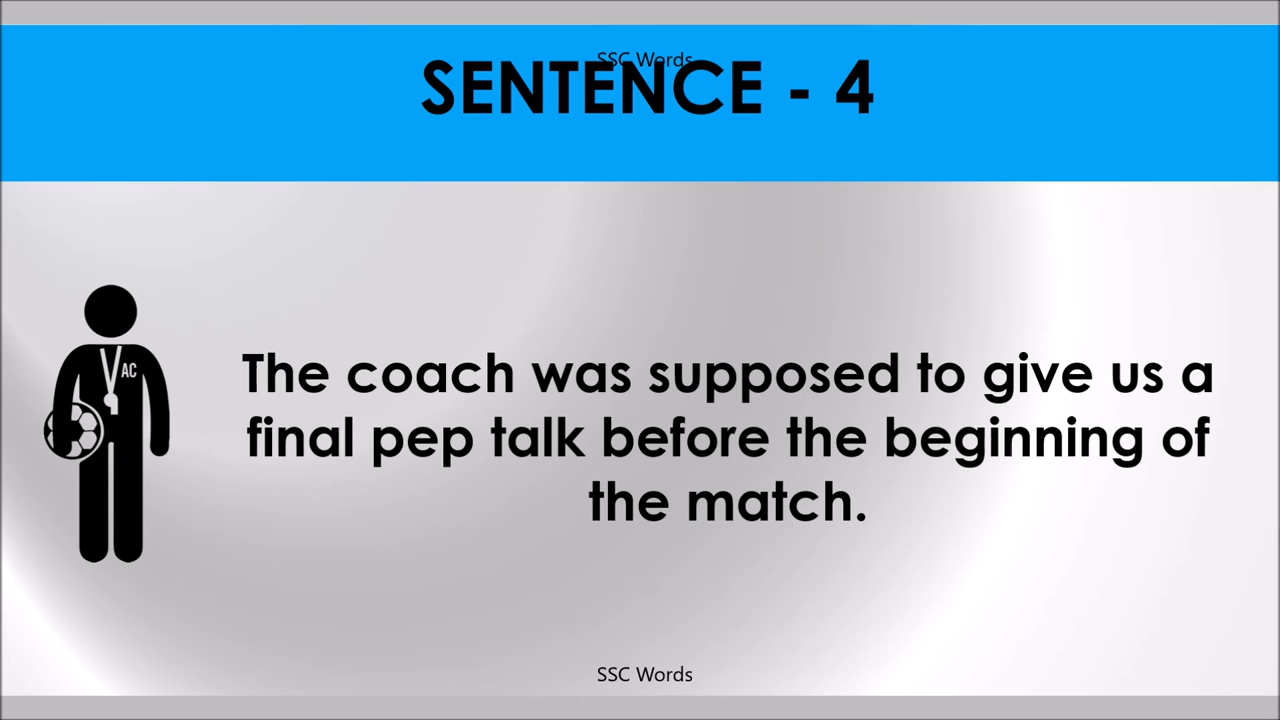 SSC Words
SENTENCE - 4
AC
The coach was supposed to give us a
final pep talk before the beginning of
the match.
SSC Words